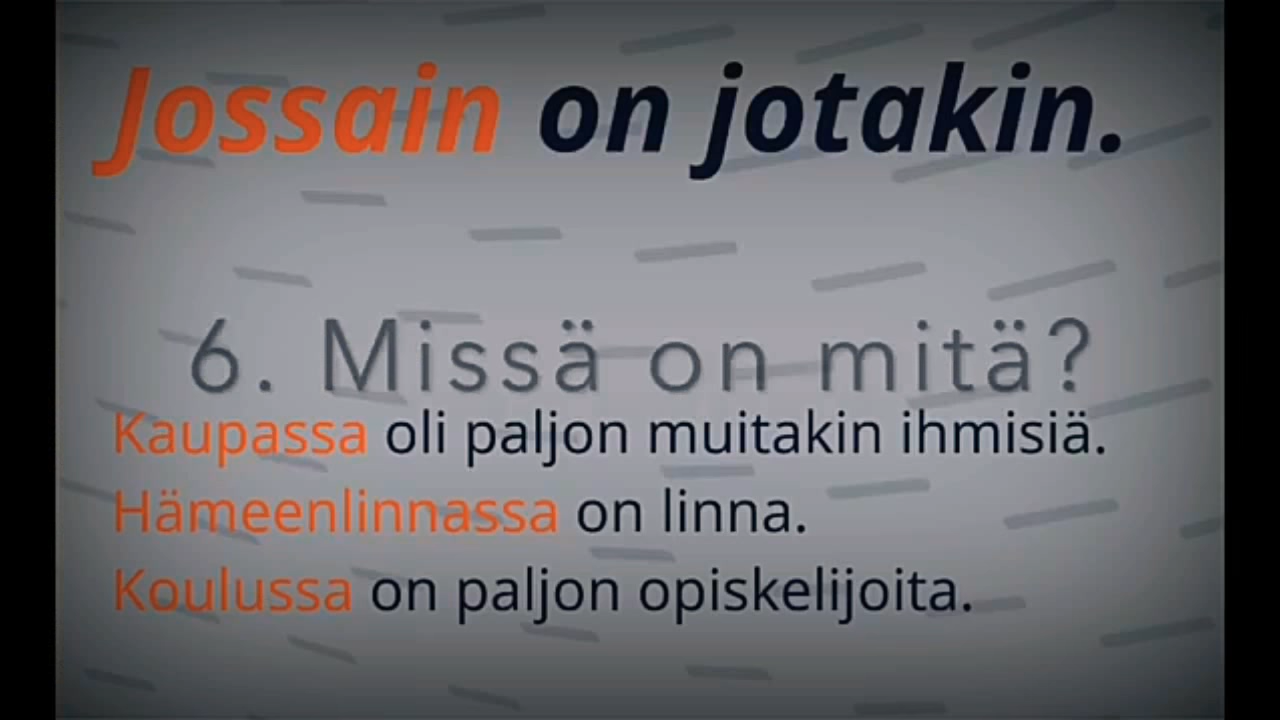 Jossain on jotakin.
6. Missä on mitä?
Kaupassa oli paljon muitakin ihmisiä.
Hämeenlinnassa on linna.
Koulussa on paljon opiskelijoita.